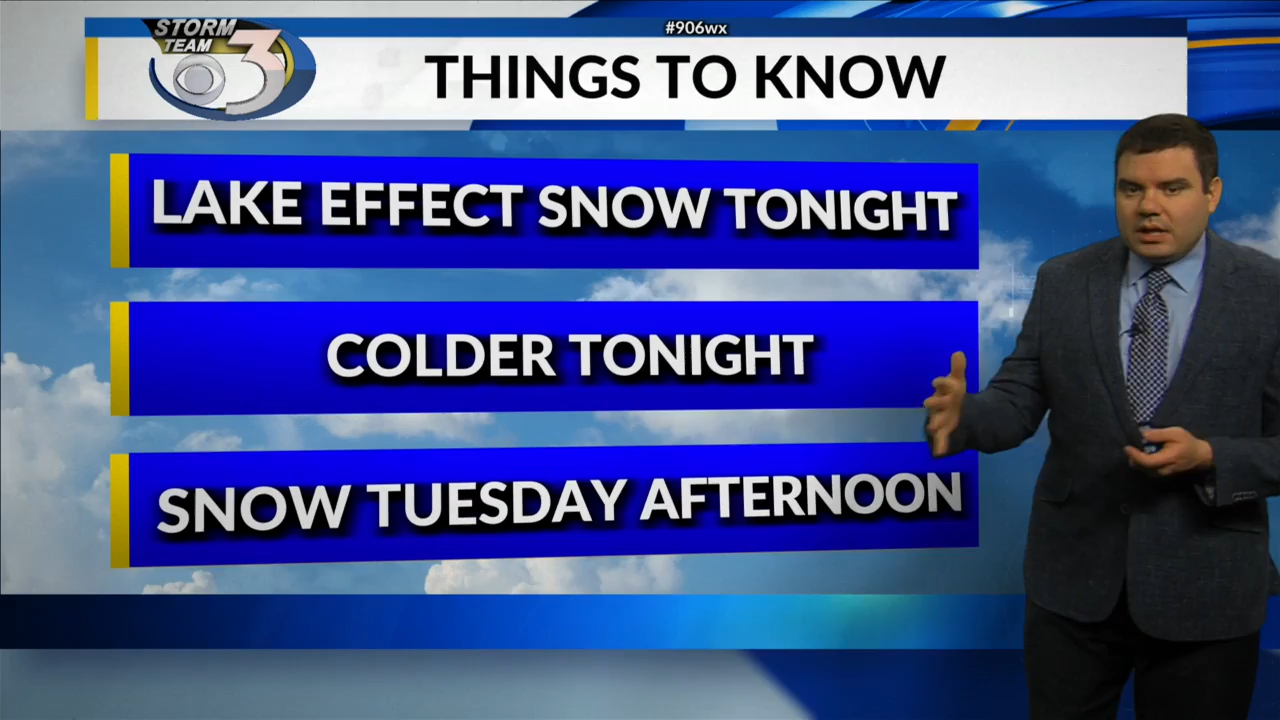 #906wx
STORM
TEAM
3
THINGS TO KNOW
LAKE EFFECT SNOW TONIGHT
COLDER TONIGHT
SNOW TUESDAY AFTERNOON